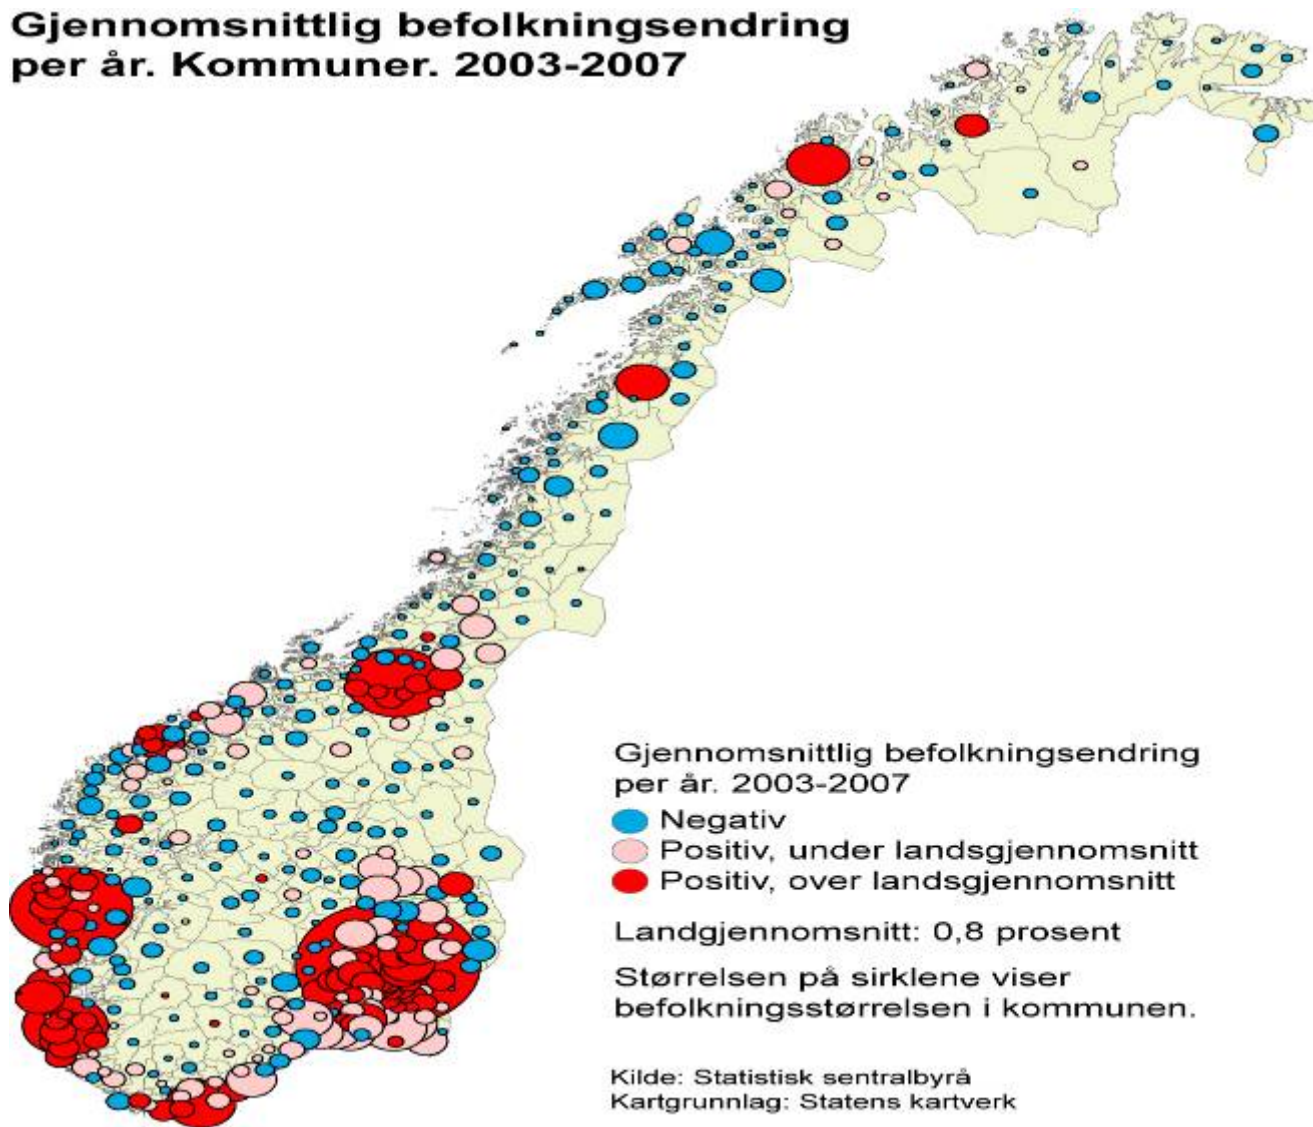 Gjennomsnittlig befolkningsendring
per år. Kommuner. 2003-2007
Gjennomsnittlig befolkningsendring
per år. 2003-2007
Negativ
Positiv, under landsgjennomsnitt
Positiv, over landsgjennomsnitt
Landgjennomsnitt: 0,8 prosent
Størrelsen på sirklene viser
befolkningsstørrelsen i kommunen.
Kilde: Statistisk sentralbyrå
Kartgrunnlag: Statens kartverk